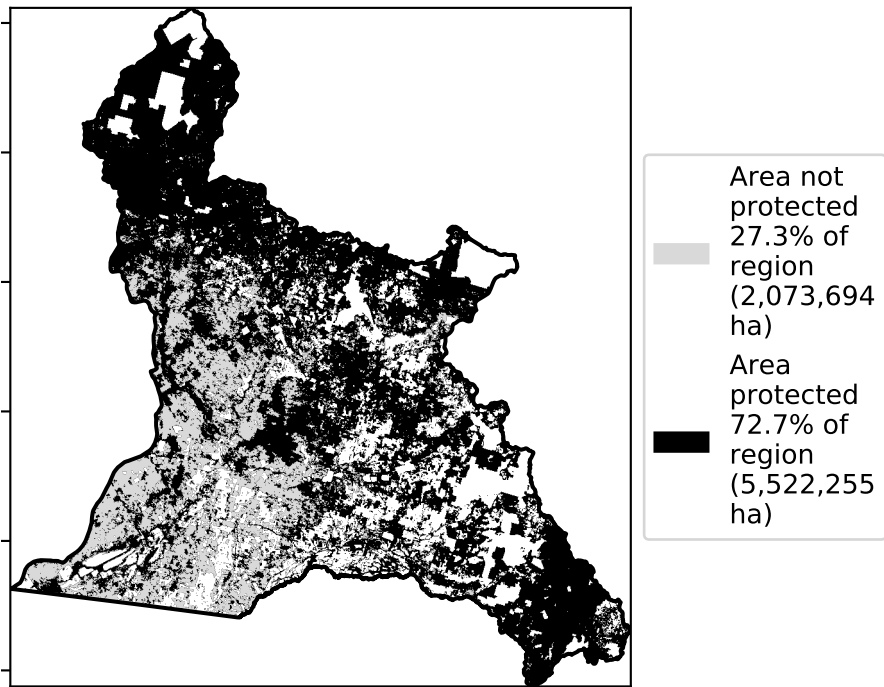 Area not
protected
27.3% of
region
(2,073,694
ha)
Area
protected
72.7% of
region
(5,522,255
ha)